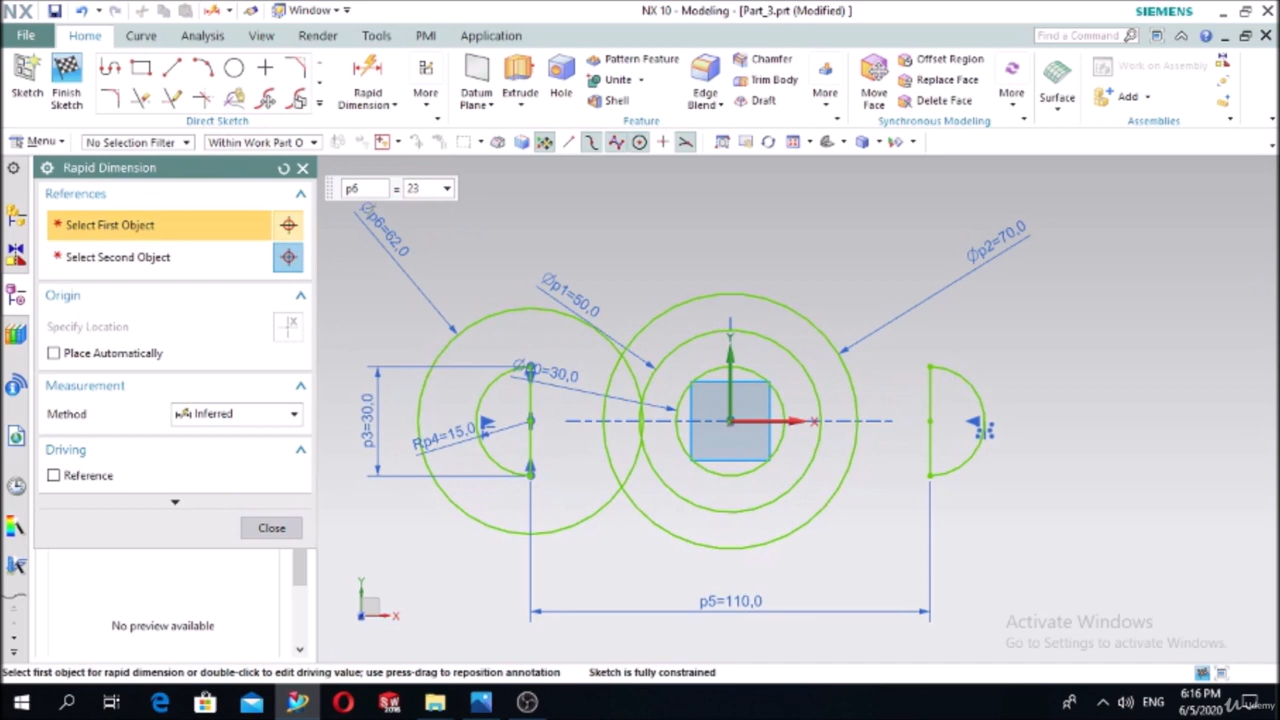 NX
Window
NX 10 - Modeling - [Part_3.prt (Modified) ]
SIEMENS
File Home Curve Analysis View Render Tools PMI Application
Find a Command
Sketch
Finish Sketch
Rapid Dimension
More
Direct Sketch
Datum Plane
Extrude
Hole
Pattern Feature
Unite
Shell
Edge Blend
Chamfer
Trim Body
Draft
More
Feature
Move Face
Offset Region
Replace Face
Delete Face
More
Synchronous Modeling
Surface
Work on Assembly
Add
Assemblies
Menu
No Selection Filter
Within Work Part O
Rapid Dimension
References
* Select First Object
* Select Second Object
Origin
Specify Location
Place Automatically
Measurement
Method
Inferred
Driving
Reference
Close
No preview available
p6 = 23
Øp6=62,0
Øp1=50,0
Øp2=70,0
p3=30,0
Rp4=15,0
Y
X
p5=110,0
Y
X
Activate Windows
Go to Settings to activate Windows.
Select first object for rapid dimension or double-click to edit driving value; use press-drag to reposition annotation
Sketch is fully constrained
ENG
6:16 PM
6/5/2020
Udemy